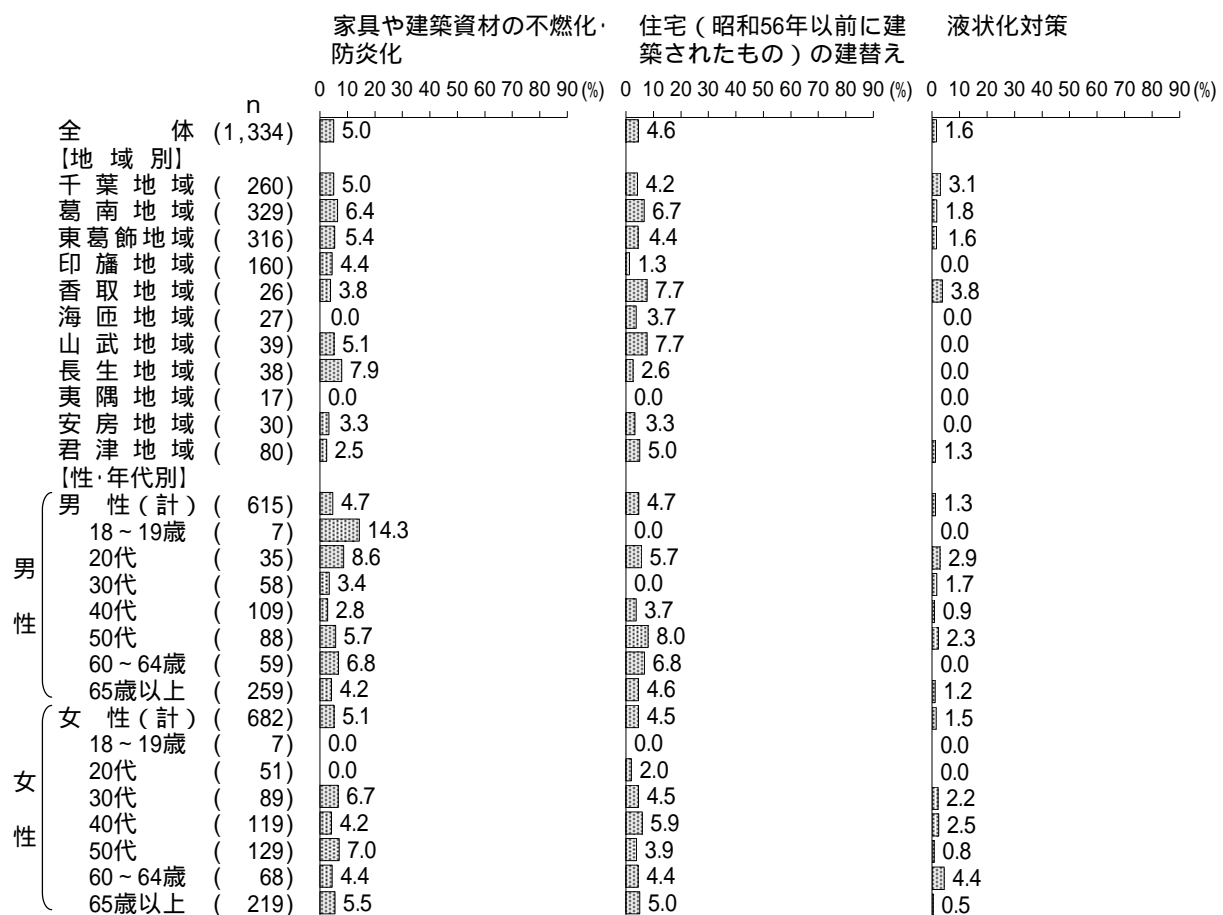 家具や建築資材の不燃化・防炎化
住宅(昭和56年以前に建築されたもの)の建替え
液状化対策
0 10 20 30 40 50 60 70 80 90(%) 0 10 20 30 40 50 60 70 80 90(%) 0 10 20 30 40 50 60 70 80 90(%)
n
全体 (1,334) 5.0 4.6 1.6
【地域別】
千葉地域 ( 260) 5.0 4.2 3.1
葛南地域 ( 329) 6.4 6.7 1.8
東葛飾地域 ( 316) 5.4 4.4 1.6
印旛地域 ( 160) 4.4 1.3 0.0
香取地域 ( 26) 3.8 7.7 3.8
海匝地域 ( 27) 0.0 3.7 0.0
山武地域 ( 39) 5.1 7.7 0.0
長生地域 ( 38) 7.9 2.6 0.0
夷隅地域 ( 17) 0.0 0.0 0.0
安房地域 ( 30) 3.3 3.3 0.0
君津地域 ( 80) 2.5 5.0 1.3
【性・年代別】
男性
男 性(計) ( 615) 4.7 4.7 1.3
18~19歳 ( 7) 14.3 0.0 0.0
20代 ( 35) 8.6 5.7 2.9
30代 ( 58) 3.4 0.0 1.7
40代 ( 109) 2.8 3.7 0.9
50代 ( 88) 5.7 8.0 2.3
60~64歳 ( 59) 6.8 6.8 0.0
65歳以上 ( 259) 4.2 4.6 1.2
女性
女 性(計) ( 682) 5.1 4.5 1.5
18~19歳 ( 7) 0.0 0.0 0.0
20代 ( 51) 0.0 2.0 0.0
30代 ( 89) 6.7 4.5 2.2
40代 ( 119) 4.2 5.9 2.5
50代 ( 129) 7.0 3.9 0.8
60~64歳 ( 68) 4.4 4.4 4.4
65歳以上 ( 219) 5.5 5.0 0.5